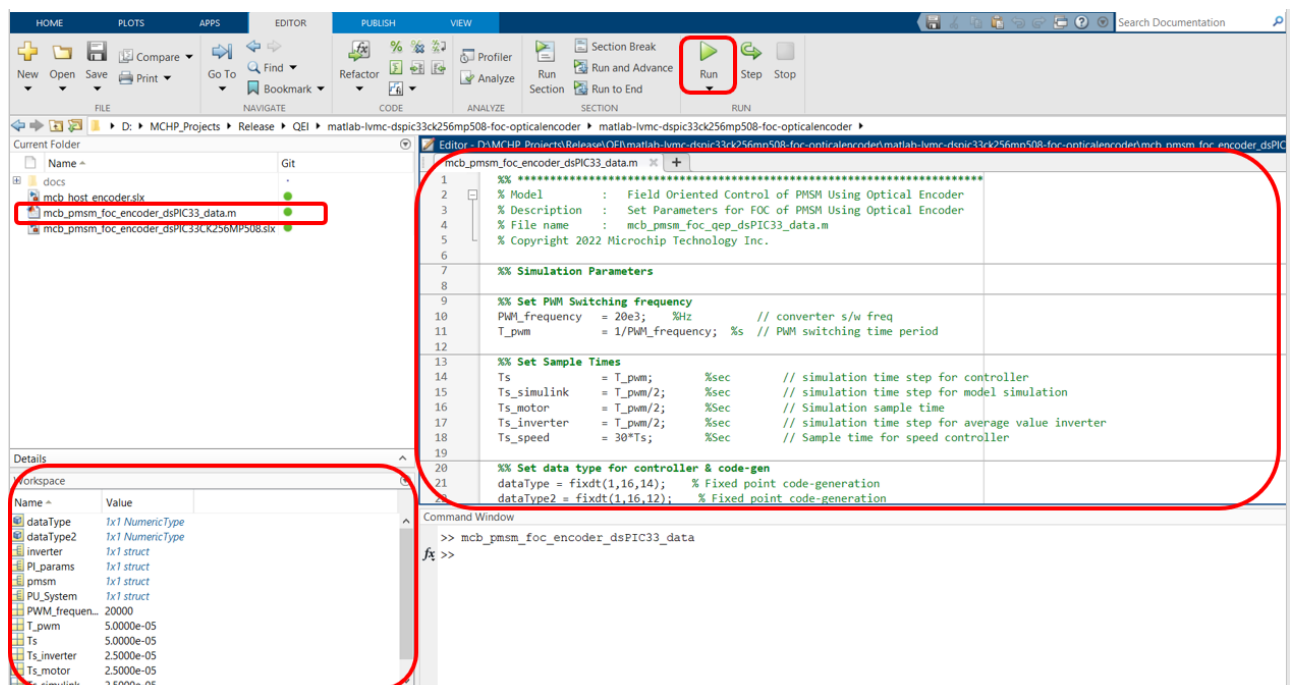 HOME PLOTS APPS EDITOR PUBLISH VIEW Search Documentation
New Open Save Compare Print Go To Find Bookmark Refactor Profiler Analyze Run Section Section Break Run and Advance Run to End Run Step Stop
FILE NAVIGATE CODE ANALYZE SECTION RUN
D: MCHP_Projects Release QEI matlab-lvmc-dspic33ck256mp508-foc-opticalencoder matlab-lvmc-dspic33ck256mp508-foc-opticalencoder
Current Folder
Name Git
docs
mcb_host_encoder.slx
mcb_pmsm_foc_encoder_dsPIC33_data.m
mcb_pmsm_foc_encoder_dsPIC33CK256MP508.slx
Details
Workspace
Name Value
dataType 1x1 NumericType
dataType2 1x1 NumericType
inverter 1x1 struct
PI_params 1x1 struct
pmsm 1x1 struct
PU_System 1x1 struct
PWM_frequen... 20000
T_pwm 5.0000e-05
Ts 5.0000e-05
Ts_inverter 2.5000e-05
Ts_motor 2.5000e-05
Ts_simulink 2.5000e-05
Editor - D:\MCHP_Projects\Release\QEI\matlab-lvmc-dspic33ck256mp508-foc-opticalencoder\matlab-lvmc-dspic33ck256mp508-foc-opticalencoder\mcb_pmsm_foc_encoder_dsPIC
mcb_pmsm_foc_encoder_dsPIC33_data.m × +
1 %% ************************************************************************
2 % Model : Field Oriented Control of PMSM Using Optical Encoder
3 % Description : Set Parameters for FOC of PMSM Using Optical Encoder
4 % File name : mcb_pmsm_foc_qep_dsPIC33_data.m
5 % Copyright 2022 Microchip Technology Inc.
6
7 %% Simulation Parameters
8
9 %% Set PWM Switching frequency
10 PWM_frequency = 20e3; %Hz // converter s/w freq
11 T_pwm = 1/PWM_frequency; %s // PWM switching time period
12
13 %% Set Sample Times
14 Ts = T_pwm; %sec // simulation time step for controller
15 Ts_simulink = T_pwm/2; %sec // simulation time step for model simulation
16 Ts_motor = T_pwm/2; %Sec // Simulation sample time
17 Ts_inverter = T_pwm/2; %sec // simulation time step for average value inverter
18 Ts_speed = 30*Ts; %Sec // Sample time for speed controller
19
20 %% Set data type for controller & code-gen
21 dataType = fixdt(1,16,14); % Fixed point code-generation
22 dataType2 = fixdt(1,16,12); % Fixed point code-generation
Command Window
>> mcb_pmsm_foc_encoder_dsPIC33_data
fx >>